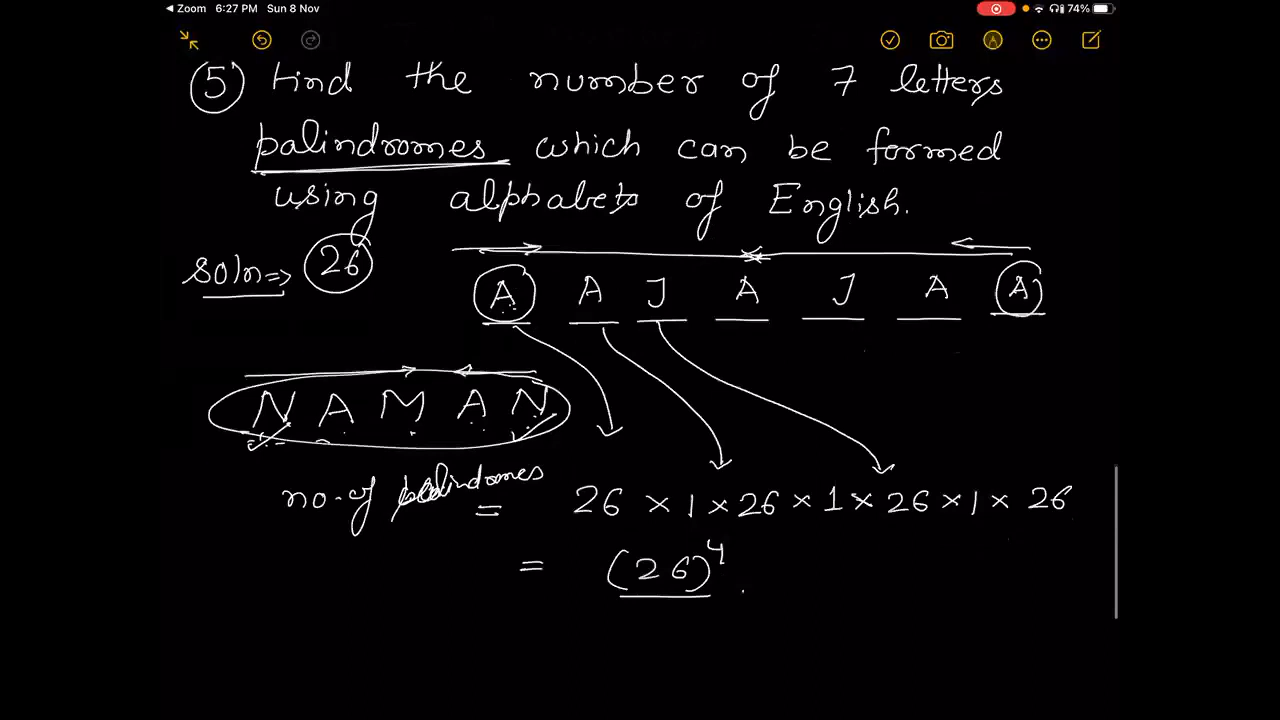 Zoom 6:27 PM Sun 8 Nov 74%
5 Find the number of 7 letters
palindromes which can be formed
using alphabets of English.
soln => 26
A A J A J A A
N A M A N
no. of palindromes = 26 × 1 × 26 × 1 × 26 × 1 × 26
= (26)^4